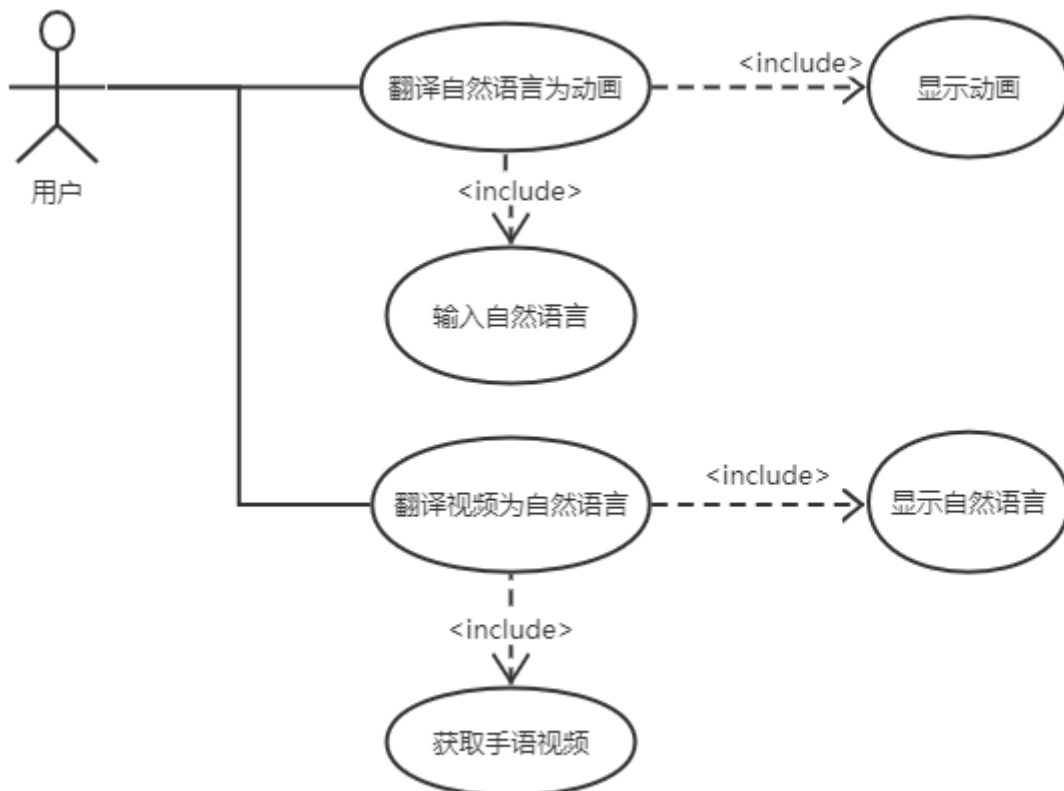 翻译自然语言为动画
<include>
显示动画
用户
<include>
输入自然语言
翻译视频为自然语言
<include>
显示自然语言
<include>
获取手语视频